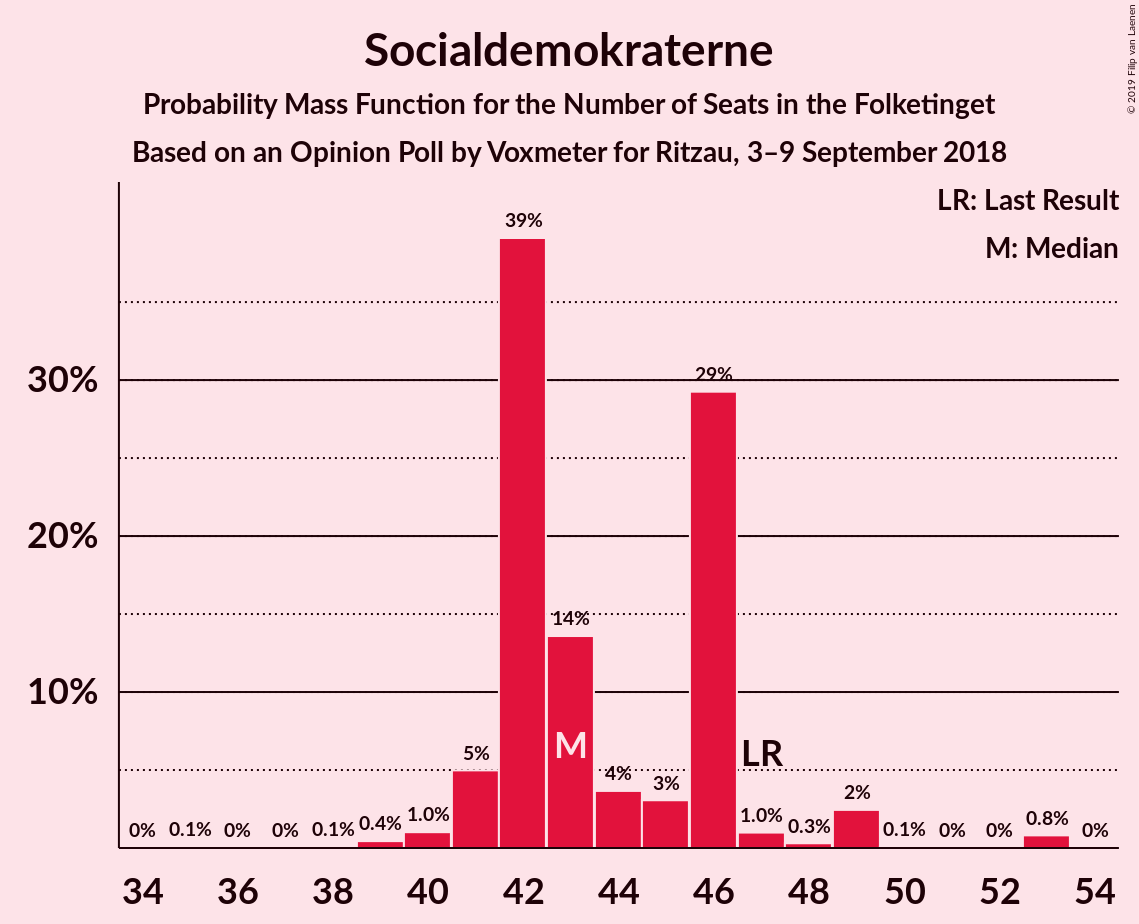 Socialdemokraterne
Probability Mass Function for the Number of Seats in the Folketinget
Based on an Opinion Poll by Voxmeter for Ritzau, 3–9 September 2018
© 2019 Filip van Laenen
LR: Last Result
M: Median
30%
20%
10%
0%
0.1%
0%
0%
0.1%
0.4%
1.0%
5%
39%
14%
4%
3%
29%
1.0%
0.3%
2%
0.1%
0%
0%
0.8%
0%
M
LR
34 36 38 40 42 44 46 48 50 52 54